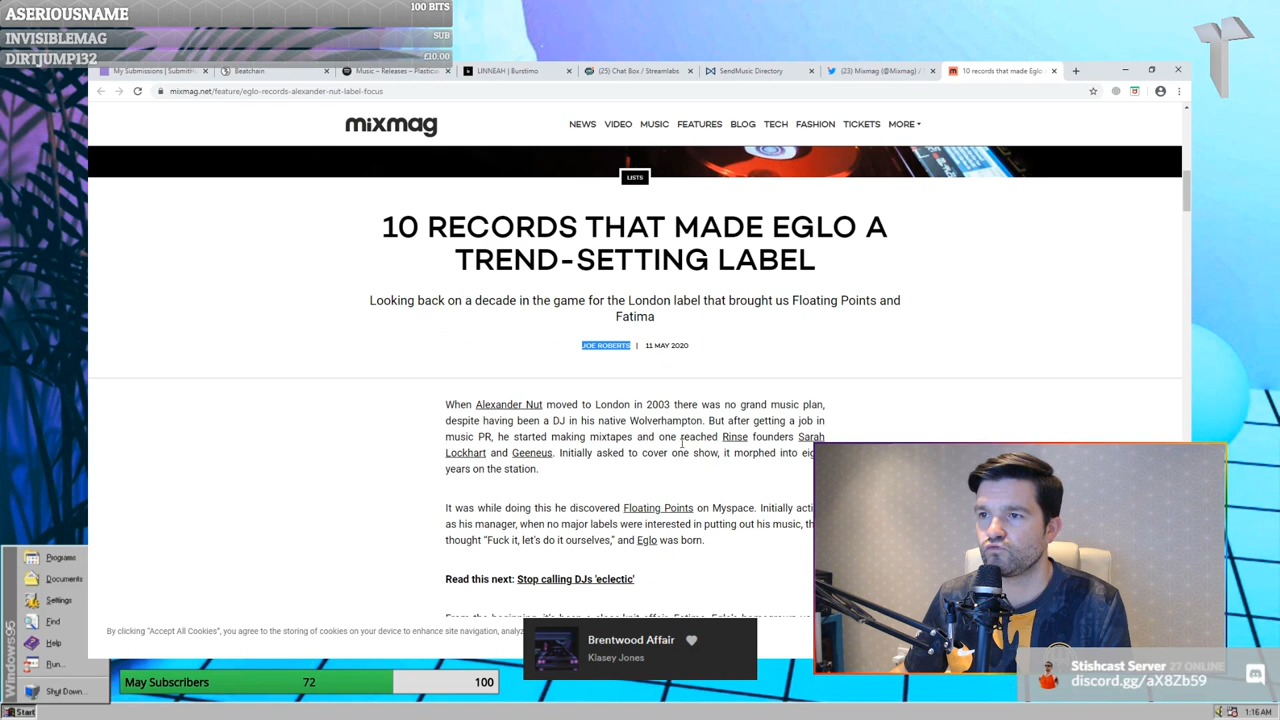 ASERIOUSNAME 100 BITS
INVISIBLEMAG SUB
DIRTJUMP132 £10.00
My Submissions | SubmitH
Beatchain
Music – Releases – Plastic
LINNEAH | Burstimo
(25) Chat Box / Streamlabs
SendMusic Directory
(23) Mixmag (@Mixmag) /
10 records that made Eglo
mixmag.net/feature/eglo-records-alexander-nut-label-focus
mixmag
NEWS VIDEO MUSIC FEATURES BLOG TECH FASHION TICKETS MORE
LISTS
10 RECORDS THAT MADE EGLO A
TREND-SETTING LABEL
Looking back on a decade in the game for the London label that brought us Floating Points and
Fatima
JOE ROBERTS | 11 MAY 2020
When Alexander Nut moved to London in 2003 there was no grand music plan,
despite having been a DJ in his native Wolverhampton. But after getting a job in
music PR, he started making mixtapes and one reached Rinse founders Sarah
Lockhart and Geeneus. Initially asked to cover one show, it morphed into eig
years on the station.
It was while doing this he discovered Floating Points on Myspace. Initially acti
as his manager, when no major labels were interested in putting out his music, th
thought “Fuck it, let's do it ourselves,” and Eglo was born.
Read this next: Stop calling DJs 'eclectic'
By clicking “Accept All Cookies”, you agree to the storing of cookies on your device to enhance site navigation, analyz
Programs
Documents
Settings
Find
Help
Run...
Shut Down...
Windows 95
Brentwood Affair
Klasey Jones
May Subscribers 72 100
Stishcast Server 27 ONLINE
discord.gg/aX8Zb59
Start
1:16 AM